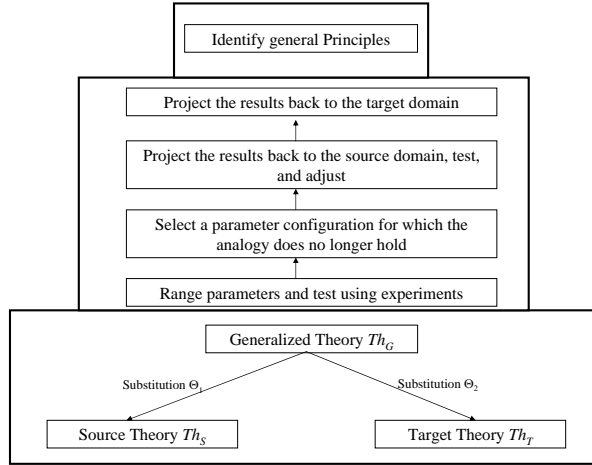 Identify general Principles
Project the results back to the target domain
Project the results back to the source domain, test,
and adjust
Select a parameter configuration for which the
analogy does no longer hold
Range parameters and test using experiments
Generalized Theory Th_G
Substitution Θ₁
Substitution Θ₂
Source Theory Th_S
Target Theory Th_T